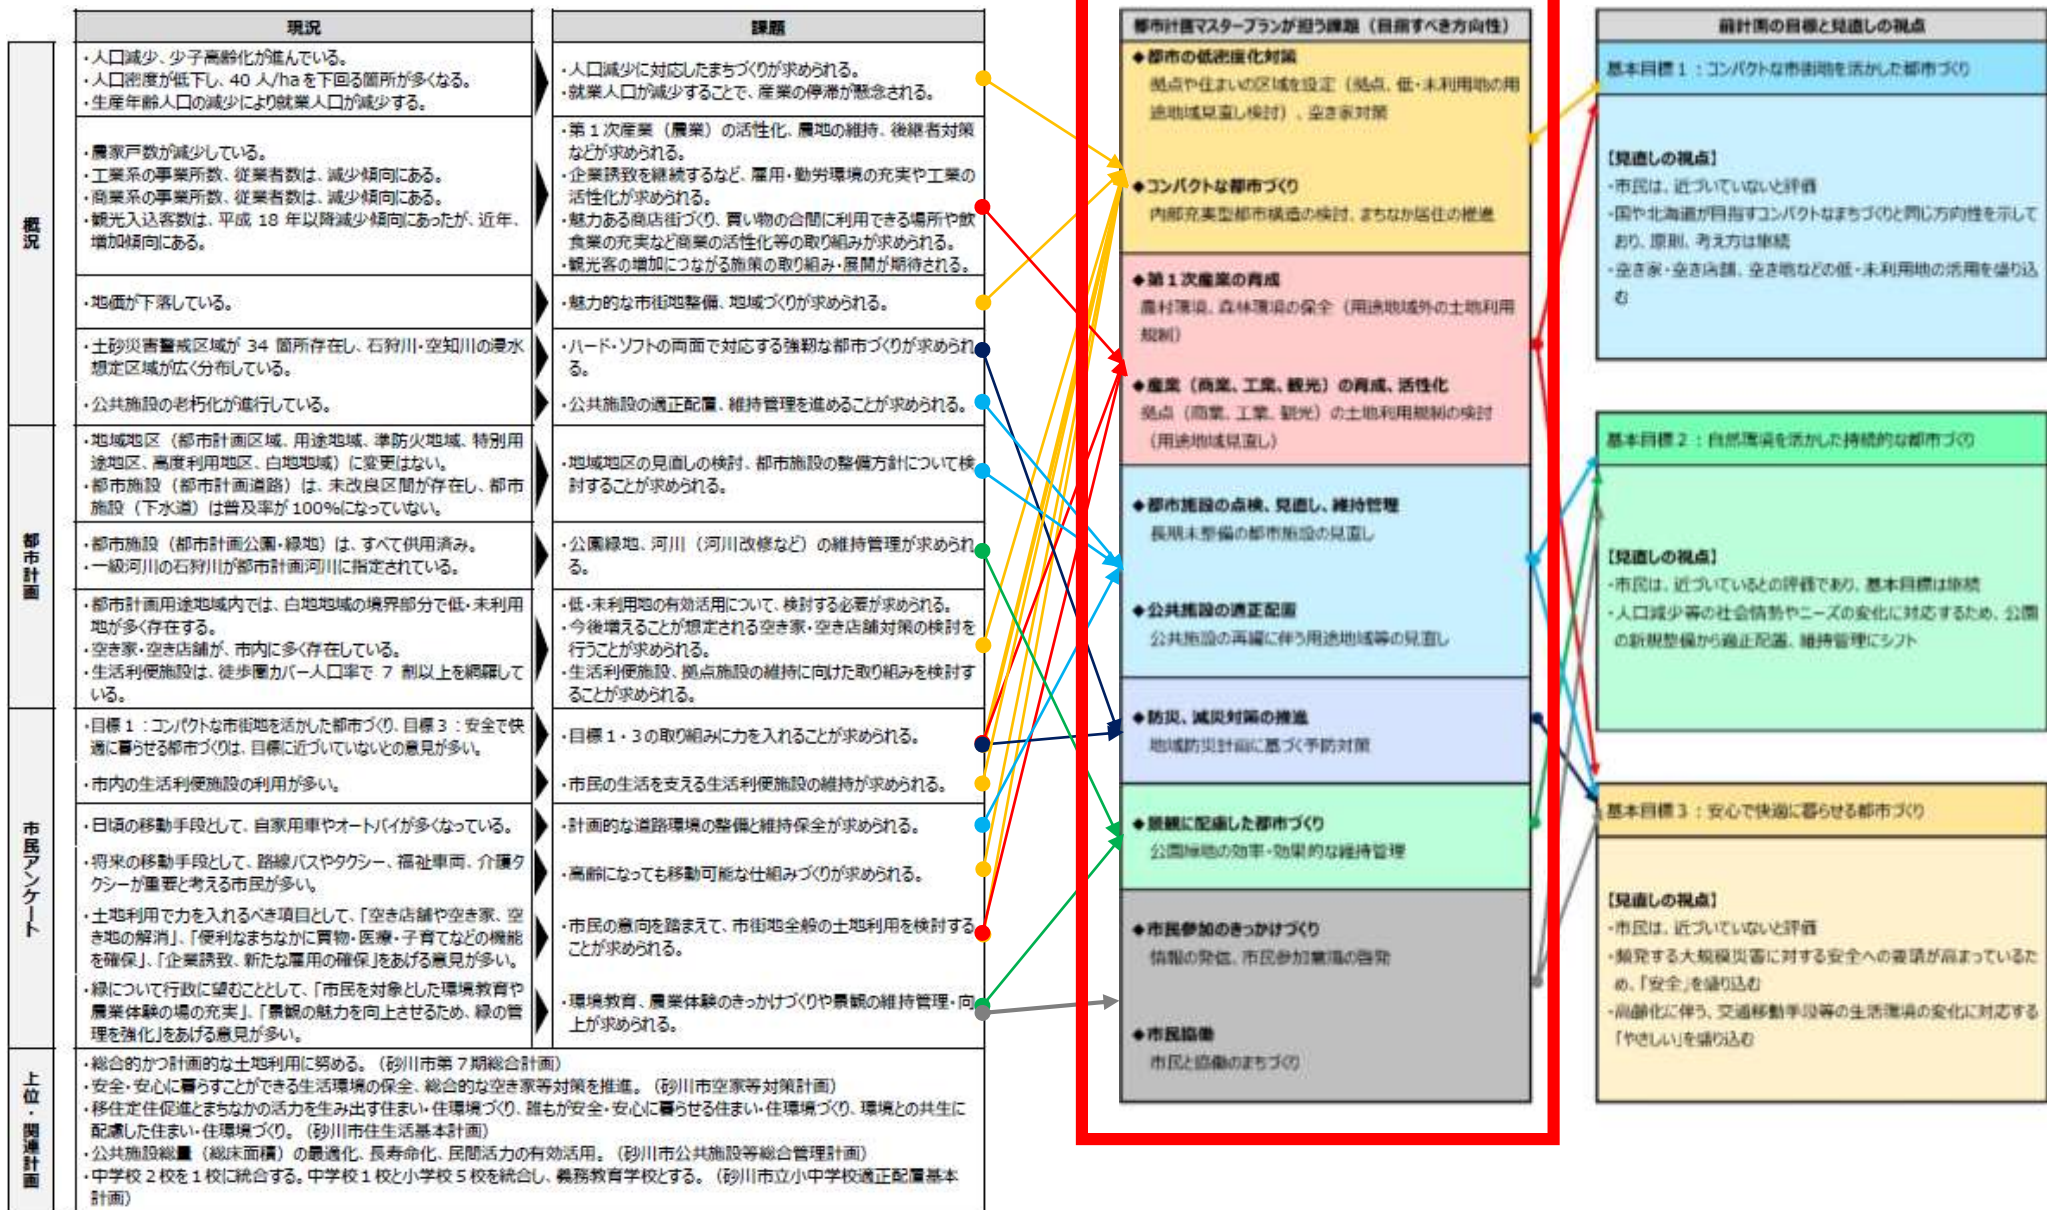 現況
課題
概況
・人口減少、少子高齢化が進んでいる。
・人口密度が低下し、40 人/haを下回る箇所が多くなる。
・生産年齢人口の減少により就業人口が減少する。
・人口減少に対応したまちづくりが求められる。
・就業人口が減少することで、産業の停滞が懸念される。
・農家戸数が減少している。
・工業系の事業所数、従業者数は、減少傾向にある。
・商業系の事業所数、従業者数は、減少傾向にある。
・観光入込客数は、平成 18 年以降減少傾向にあったが、近年、
増加傾向にある。
・第1次産業（農業）の活性化、農地の維持、後継者対策
などが求められる。
・企業誘致を継続するなど、雇用・勤労環境の充実や工業の
活性化が求められる。
・魅力ある商店街づくり、買い物の合間に利用できる場所や飲
食業の充実など商業の活性化等の取り組みが求められる。
・観光客の増加につながる施策の取り組み・展開が期待される。
・地価が下落している。
・魅力的な市街地整備、地域づくりが求められる。
・土砂災害警戒区域が 34 箇所存在し、石狩川・空知川の浸水
想定区域が広く分布している。
・ハード・ソフトの両面で対応する強靭な都市づくりが求められ
る。
・公共施設の老朽化が進行している。
・公共施設の適正配置、維持管理を進めることが求められる。
都市計画
・地域地区（都市計画区域、用途地域、準防火地域、特別用
途地区、高度利用地区、白地地域）に変更はない。
・都市施設（都市計画道路）は、未改良区間が存在し、都市
施設（下水道）は普及率が100%になっていない。
・地域地区の見直しの検討、都市施設の整備方針について検
討することが求められる。
・都市施設（都市計画公園・緑地）は、すべて供用済み。
・一級河川の石狩川が都市計画河川に指定されている。
・公園緑地、河川（河川改修など）の維持管理が求められ
る。
・都市計画用途地域内では、白地地域の境界部分で低・未利用
地が多く存在する。
・空き家・空き店舗が、市内に多く存在している。
・生活利便施設は、徒歩圏カバー人口率で 7 割以上を網羅して
いる。
・低・未利用地の有効活用について、検討する必要が求められる。
・今後増えることが想定される空き家・空き店舗対策の検討を
行うことが求められる。
・生活利便施設、拠点施設の維持に向けた取り組みを検討す
ることが求められる。
市民アンケート
・目標1：コンパクトな市街地を活かした都市づくり、目標3：安全で快
適に暮らせる都市づくりは、目標に近づいていないとの意見が多い。
・目標1・3の取り組みに力を入れることが求められる。
・市内の生活利便施設の利用が多い。
・市民の生活を支える生活利便施設の維持が求められる。
・日頃の移動手段として、自家用車やオートバイが多くなっている。
・計画的な道路環境の整備と維持保全が求められる。
・将来の移動手段として、路線バスやタクシー、福祉車両、介護タ
クシーが重要と考える市民が多い。
・高齢になっても移動可能な仕組みづくりが求められる。
・土地利用で力を入れるべき項目として、「空き店舗や空き家、空
き地の解消」、「便利なまちなかに買物・医療・子育てなどの機能
を確保」、「企業誘致、新たな雇用の確保」をあげる意見が多い。
・市民の意向を踏まえて、市街地全般の土地利用を検討する
ことが求められる。
・緑について行政に望むこととして、「市民を対象とした環境教育や
農業体験の場の充実」、「景観の魅力を向上させるため、緑の管
理を強化」をあげる意見が多い。
・環境教育、農業体験のきっかけづくりや景観の維持管理・向
上が求められる。
上位・関連計画
・総合的かつ計画的な土地利用に努める。（砂川市第7期総合計画）
・安全・安心に暮らすことができる生活環境の保全、総合的な空き家等対策を推進。（砂川市空家等対策計画）
・移住定住促進とまちなかの活力を生み出す住まい・住環境づくり、誰もが安全・安心に暮らせる住まい・住環境づくり、環境との共生に
配慮した住まい・住環境づくり。（砂川市住生活基本計画）
・公共施設総量（総床面積）の最適化、長寿命化、民間活力の有効活用。（砂川市公共施設等総合管理計画）
・中学校2校を1校に統合する。中学校1校と小学校5校を統合し、義務教育学校とする。（砂川市立小中学校適正配置基本
計画）
都市計画マスタープランが担う課題（目指すべき方向性）
◆都市の低密度化対策
拠点や住まいの区域を設定（拠点、低・未利用地の用
途地域見直し検討）、空き家対策
◆コンパクトな都市づくり
内部充実型都市構造の検討、まちなか居住の推進
◆第1次産業の育成
農村環境、森林環境の保全（用途地域外の土地利用
規制）
◆産業（商業、工業、観光）の育成、活性化
拠点（商業、工業、観光）の土地利用規制の検討
（用途地域見直し）
◆都市施設の点検、見直し、維持管理
長期未整備の都市施設の見直し
◆公共施設の適正配置
公共施設の再編に伴う用途地域等の見直し
◆防災、減災対策の推進
地域防災計画に基づく予防対策
◆景観に配慮した都市づくり
公園緑地の効率・効果的な維持管理
◆市民参加のきっかけづくり
情報の発信、市民参加意識の啓発
◆市民協働
市民と協働のまちづくり
前計画の目標と見直しの視点
基本目標1：コンパクトな市街地を活かした都市づくり
【見直しの視点】
・市民は、近づいていないと評価
・国や北海道が目指すコンパクトなまちづくりと同じ方向性を示して
おり、原則、考え方は継続
・空き家・空き店舗、空き地などの低・未利用地の活用を盛り込
む
基本目標2：自然環境を活かした持続的な都市づくり
【見直しの視点】
・市民は、近づいているとの評価であり、基本目標は継続
・人口減少等の社会情勢やニーズの変化に対応するため、公園
の新規整備から適正配置、維持管理にシフト
基本目標3：安心で快適に暮らせる都市づくり
【見直しの視点】
・市民は、近づいていないと評価
・頻発する大規模災害に対する安全への要請が高まっているた
め、「安全」を盛り込む
・高齢化に伴う、交通移動手段等の生活環境の変化に対応する
「やさしい」を盛り込む